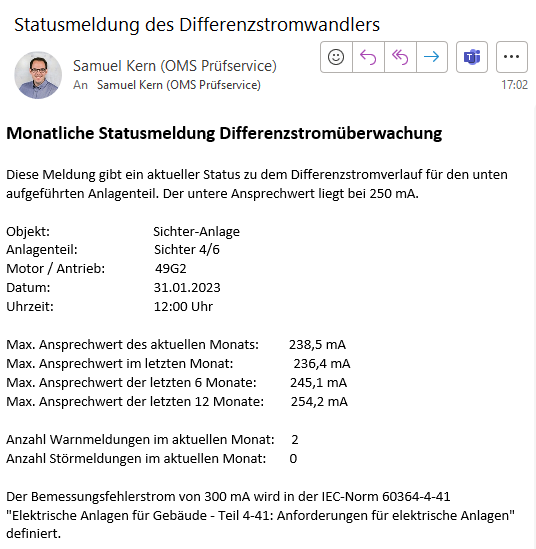 Statusmeldung des Differenzstromwandlers
Samuel Kern (OMS Prüfservice)
An Samuel Kern (OMS Prüfservice)
17:02
Monatliche Statusmeldung Differenzstromüberwachung
Diese Meldung gibt ein aktueller Status zu dem Differenzstromverlauf für den unten
aufgeführten Anlagenteil. Der untere Ansprechwert liegt bei 250 mA.
Objekt: Sichter-Anlage
Anlagenteil: Sichter 4/6
Motor / Antrieb: 49G2
Datum: 31.01.2023
Uhrzeit: 12:00 Uhr
Max. Ansprechwert des aktuellen Monats: 238,5 mA
Max. Ansprechwert im letzten Monat: 236,4 mA
Max. Ansprechwert der letzten 6 Monate: 245,1 mA
Max. Ansprechwert der letzten 12 Monate: 254,2 mA
Anzahl Warnmeldungen im aktuellen Monat: 2
Anzahl Störmeldungen im aktuellen Monat: 0
Der Bemessungsfehlerstrom von 300 mA wird in der IEC-Norm 60364-4-41
"Elektrische Anlagen für Gebäude - Teil 4-41: Anforderungen für elektrische Anlagen"
definiert.